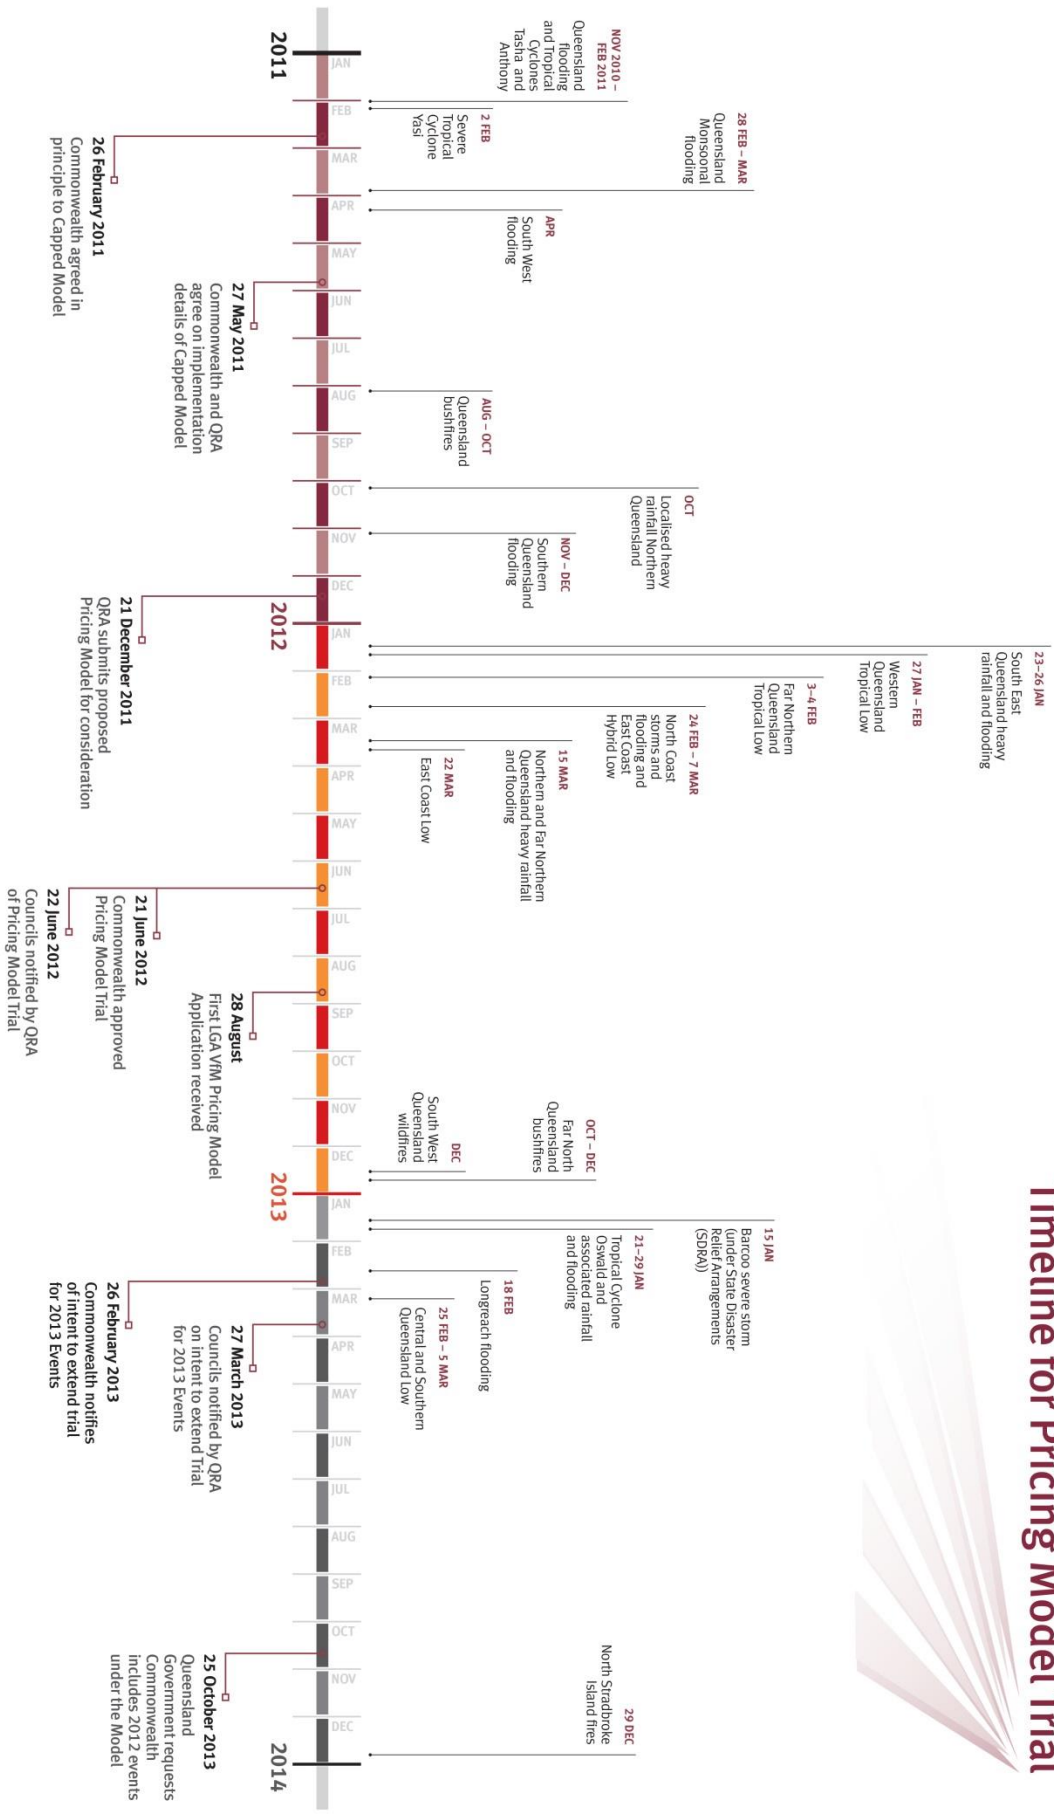 Timeline for Pricing Model Trial
NOV 2010 –
FEB 2011
Queensland
flooding
and Tropical
Cyclones
Tasha and
Anthony
2 FEB
Severe
Tropical
Cyclone
Yasi
28 FEB – MAR
Queensland
Monsoonal
flooding
APR
South West
flooding
AUG – OCT
Queensland
bushfires
OCT
Localised heavy
rainfall Northern
Queensland
NOV – DEC
Southern
Queensland
flooding
23–26 JAN
South East
Queensland heavy
rainfall and flooding
27 JAN – FEB
Western
Queensland
Tropical Low
3–4 FEB
Far Northern
Queensland
Tropical Low
24 FEB – 7 MAR
North Coast
storms and
flooding and
East Coast
Hybrid Low
15 MAR
Northern and Far Northern
Queensland heavy rainfall
and flooding
22 MAR
East Coast Low
OCT – DEC
Far North
Queensland
bushfires
DEC
South West
Queensland
wildfires
15 JAN
Barcoo severe storm
(under State Disaster
Relief Arrangements
(SDRA))
21–29 JAN
Tropical Cyclone
Oswald and
associated rainfall
and flooding
18 FEB
Longreach flooding
25 FEB – 5 MAR
Central and Southern
Queensland Low
29 DEC
North Stradbroke
Island fires
JAN
FEB
MAR
APR
MAY
JUN
JUL
AUG
SEP
OCT
NOV
DEC
JAN
FEB
MAR
APR
MAY
JUN
JUL
AUG
SEP
OCT
NOV
DEC
JAN
FEB
MAR
APR
MAY
JUN
JUL
AUG
SEP
OCT
NOV
DEC
2011
2012
2013
2014
26 February 2011
Commonwealth agreed in
principle to Capped Model
27 May 2011
Commonwealth and QRA
agree on implementation
details of Capped Model
21 December 2011
QRA submits proposed
Pricing Model for consideration
21 June 2012
Commonwealth approved
Pricing Model Trial
22 June 2012
Councils notified by QRA
of Pricing Model Trial
28 August
First LGA VfM Pricing Model
Application received
26 February 2013
Commonwealth notifies
of intent to extend trial
for 2013 Events
27 March 2013
Councils notified by QRA
on intent to extend Trial
for 2013 Events
25 October 2013
Queensland
Government requests
Commonwealth
includes 2012 events
under the Model